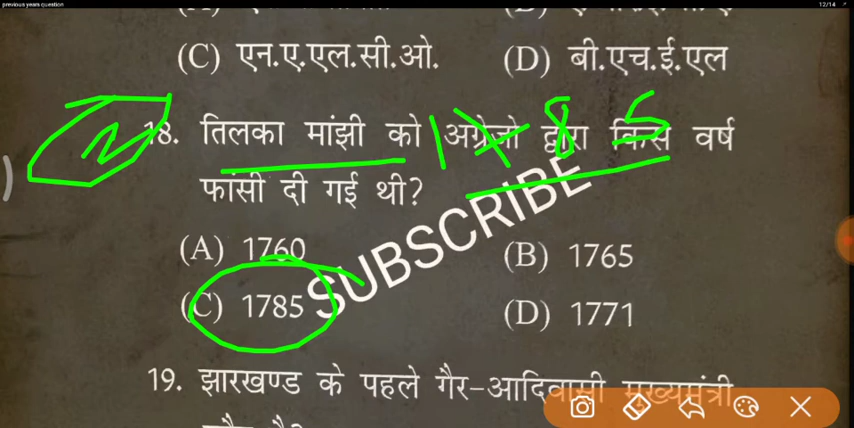 previous years question
12/14
(C) एन.ए.एल.सी.ओ. (D) बी.एच.ई.एल
18. तिलका मांझी को अंग्रेजो द्वारा किस वर्ष
1785
फांसी दी गई थी?
SUBSCRIBE
(A) 1760 (B) 1765
(C) 1785 (D) 1771
19. झारखण्ड के पहले गैर-आदिवासी मुख्यमंत्री